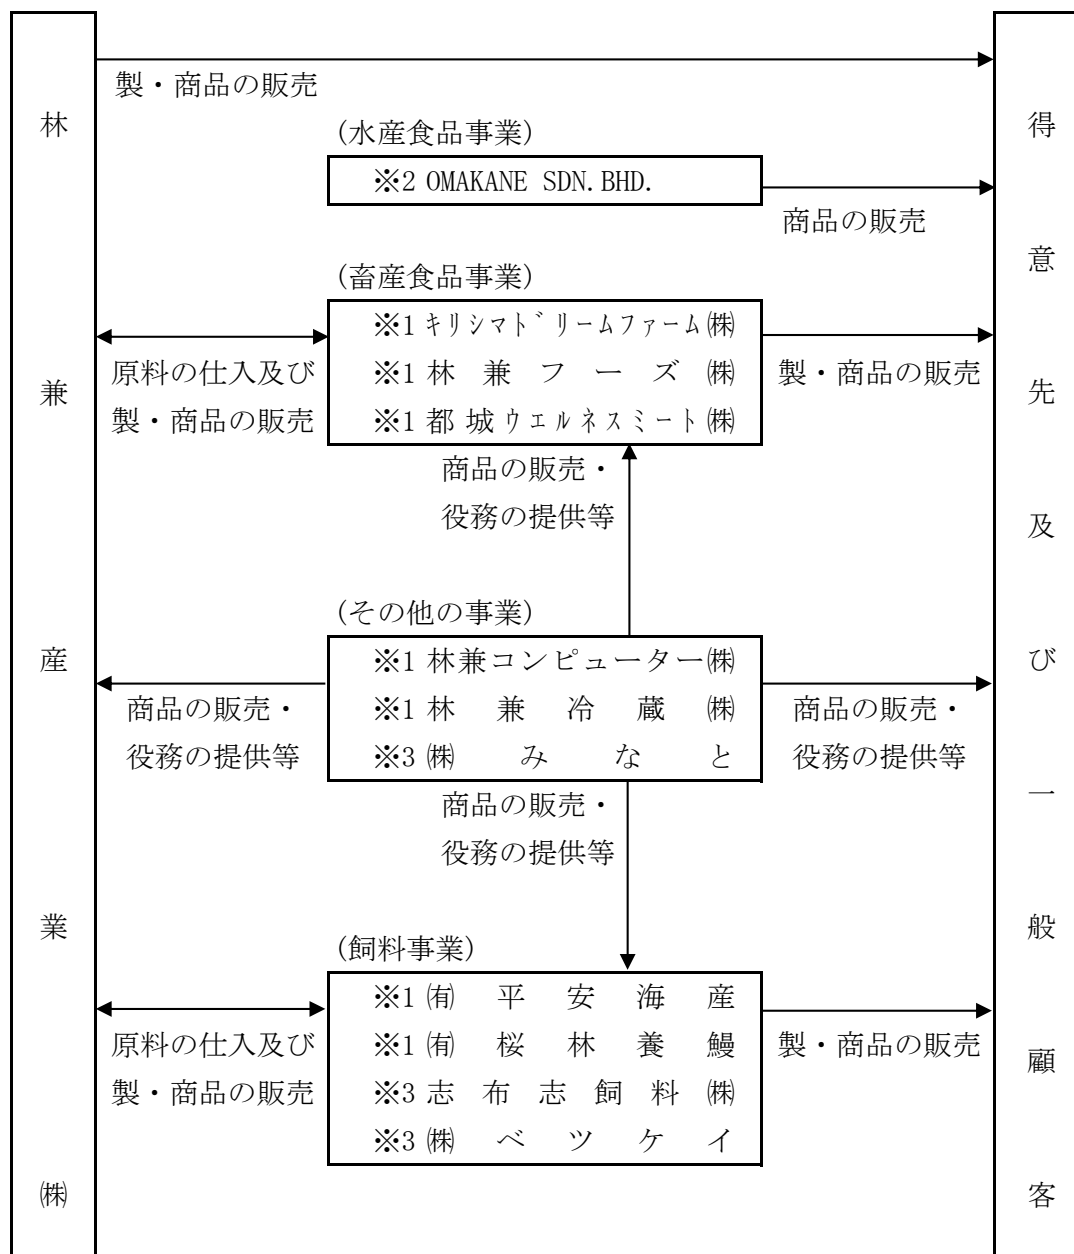 林兼産業㈱
製・商品の販売
(水産食品事業)
※2 OMAKANE SDN.BHD.
商品の販売
(畜産食品事業)
※1 キリシマドリームファーム㈱
※1 林兼フーズ㈱
※1 都城ウエルネスミート㈱
原料の仕入及び
製・商品の販売
製・商品の販売
商品の販売・
役務の提供等
(その他の事業)
※1 林兼コンピューター㈱
※1 林兼冷蔵㈱
※3 ㈱みなと
商品の販売・
役務の提供等
商品の販売・
役務の提供等
商品の販売・
役務の提供等
(飼料事業)
※1 ㈲平安海産
※1 ㈲桜林養鰻
※3 志布志飼料㈱
※3 ㈱ベツケイ
原料の仕入及び
製・商品の販売
製・商品の販売
得意先及び一般顧客